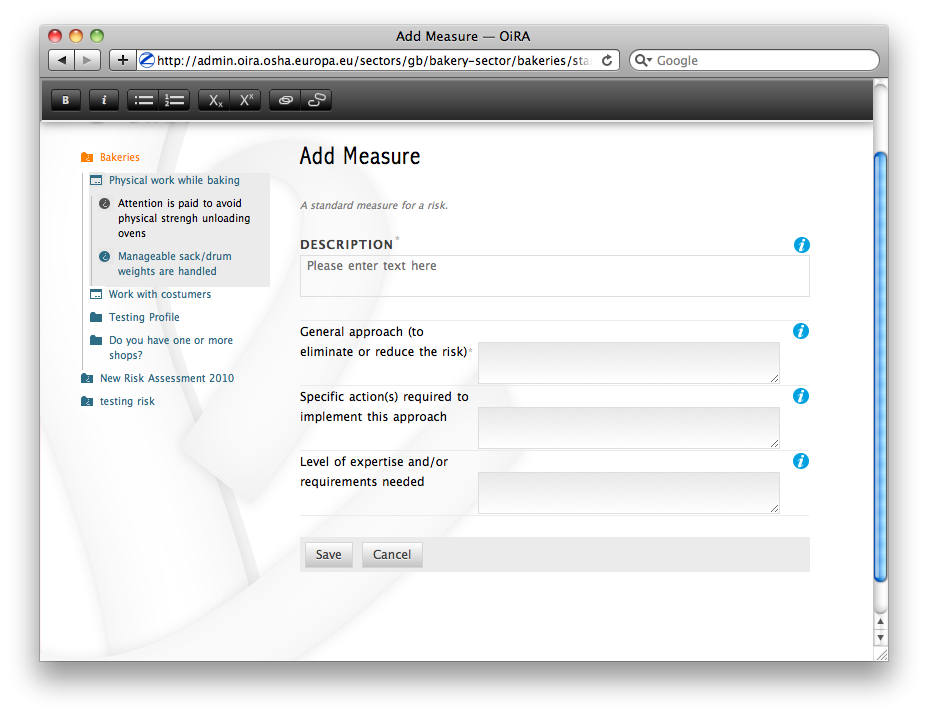 Add Measure — OiRA
http://admin.oira.osha.europa.eu/sectors/gb/bakery-sector/bakeries/sta
Google
B
i
1
2
Xx
Xx
Bakeries
Physical work while baking
Attention is paid to avoid
physical strengh unloading
ovens
Manageable sack/drum
weights are handled
Work with costumers
Testing Profile
Do you have one or more
shops?
New Risk Assessment 2010
testing risk
Add Measure
A standard measure for a risk.
DESCRIPTION*
i
Please enter text here
General approach (to
eliminate or reduce the risk)*
i
Specific action(s) required to
implement this approach
i
Level of expertise and/or
requirements needed
i
Save
Cancel